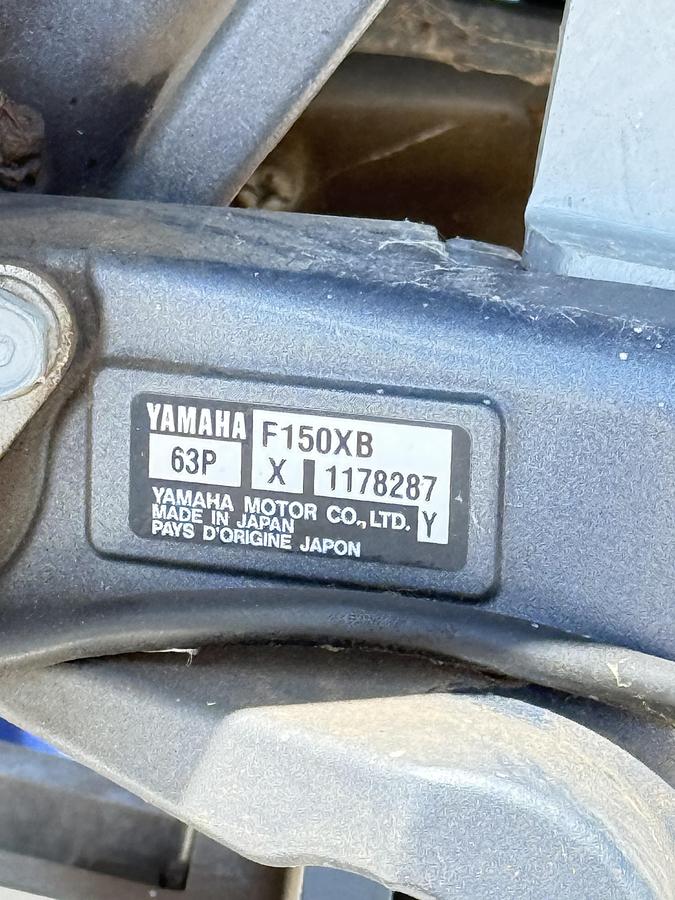 YAMAHA F150XB
63P X 1178287
YAMAHA MOTOR CO.,LTD. Y
MADE IN JAPAN
PAYS D'ORIGINE JAPON